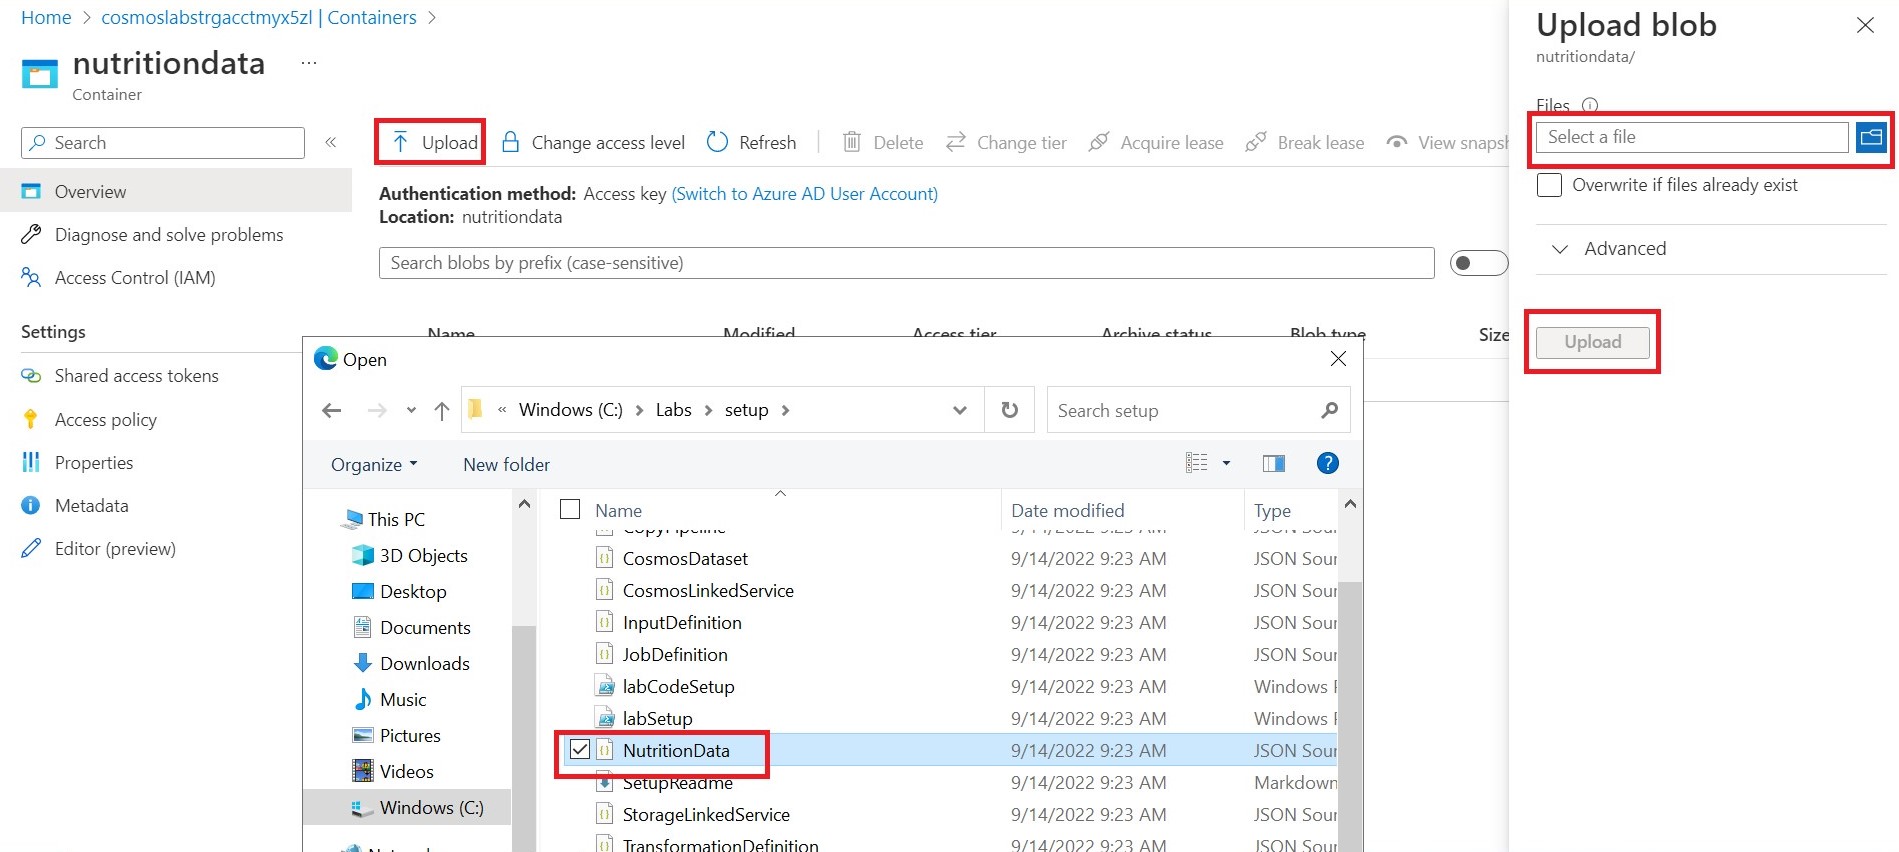 Home > cosmoslabstrgacctmyx5zl | Containers >
nutritiondata ...
Container
Search «
Overview
Diagnose and solve problems
Access Control (IAM)
Settings
Shared access tokens
Access policy
Properties
Metadata
Editor (preview)
Upload Change access level Refresh Delete Change tier Acquire lease Break lease View snapsh
Authentication method: Access key (Switch to Azure AD User Account)
Location: nutritiondata
Search blobs by prefix (case-sensitive)
Name Modified Access tier Archive status Blob type Size
Open
« Windows (C:) > Labs > setup >
Search setup
Organize New folder
This PC
3D Objects
Desktop
Documents
Downloads
Music
Pictures
Videos
Windows (C:)
Name Date modified Type
CopyPipeline 9/14/2022 9:23 AM JSON Sour
CosmosDataset 9/14/2022 9:23 AM JSON Sour
CosmosLinkedService 9/14/2022 9:23 AM JSON Sour
InputDefinition 9/14/2022 9:23 AM JSON Sour
JobDefinition 9/14/2022 9:23 AM JSON Sour
labCodeSetup 9/14/2022 9:23 AM Windows P
labSetup 9/14/2022 9:23 AM Windows P
NutritionData 9/14/2022 9:23 AM JSON Sour
SetupReadme 9/14/2022 9:23 AM Markdown
StorageLinkedService 9/14/2022 9:23 AM JSON Sour
TransformationDefinition 9/14/2022 9:23 AM JSON Sour
Upload blob
nutritiondata/
Files
Select a file
Overwrite if files already exist
Advanced
Upload